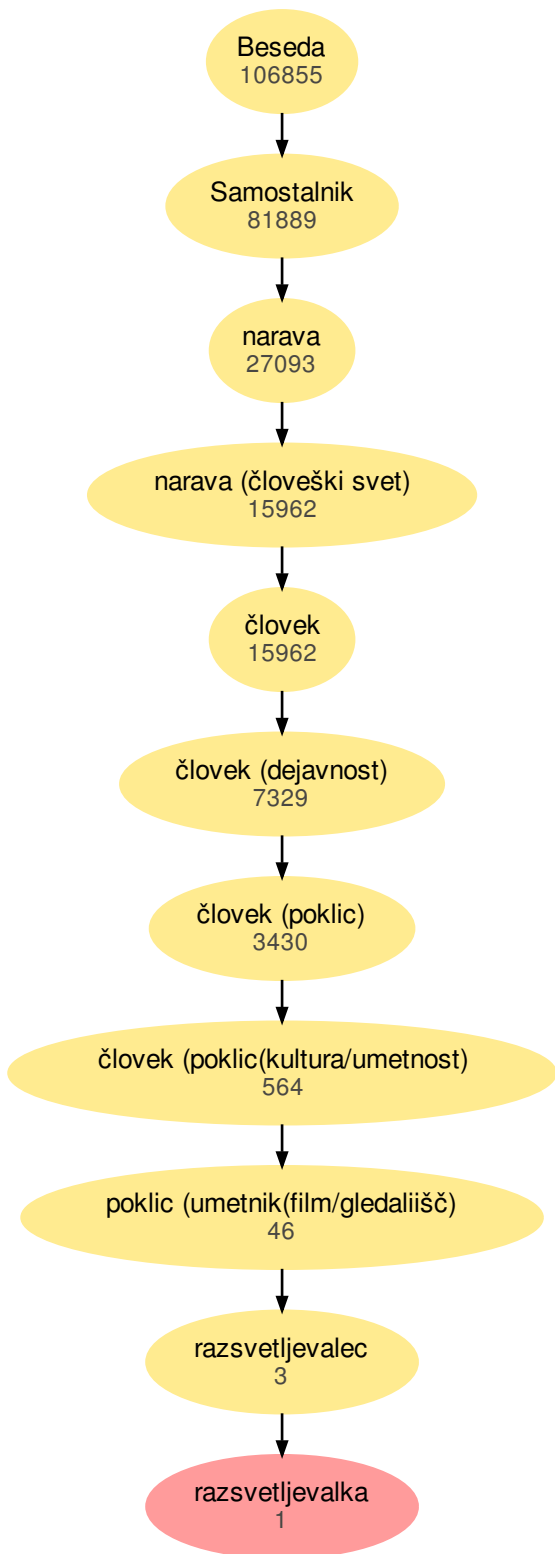 Beseda
106855
Samostalnik
81889
narava
27093
narava (človeški svet)
15962
človek
15962
človek (dejavnost)
7329
človek (poklic)
3430
človek (poklic(kultura/umetnost)
564
poklic (umetnik(film/gledaliišč)
46
razsvetljevalec
3
razsvetljevalka
1